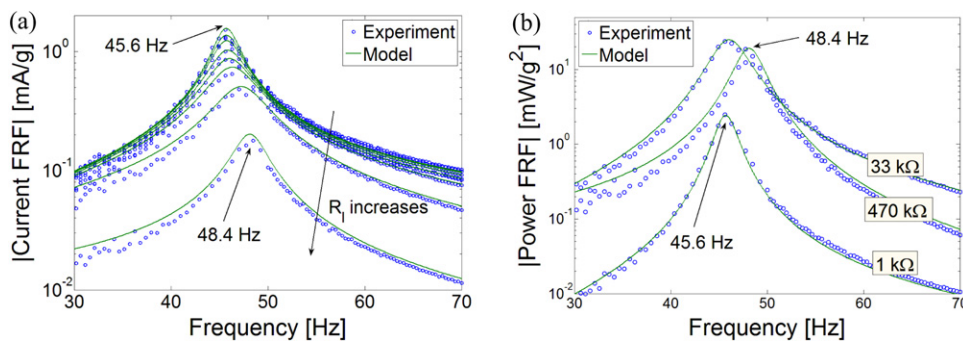 (a)
|Current FRF| [mA/g]
10^0
10^-1
10^-2
45.6 Hz
Experiment
Model
R_l increases
48.4 Hz
30 40 50 60 70
Frequency [Hz]
(b)
|Power FRF| [mW/g^2]
10^1
10^0
10^-1
10^-2
Experiment
Model
48.4 Hz
33 kΩ
470 kΩ
45.6 Hz
1 kΩ
30 40 50 60 70
Frequency [Hz]